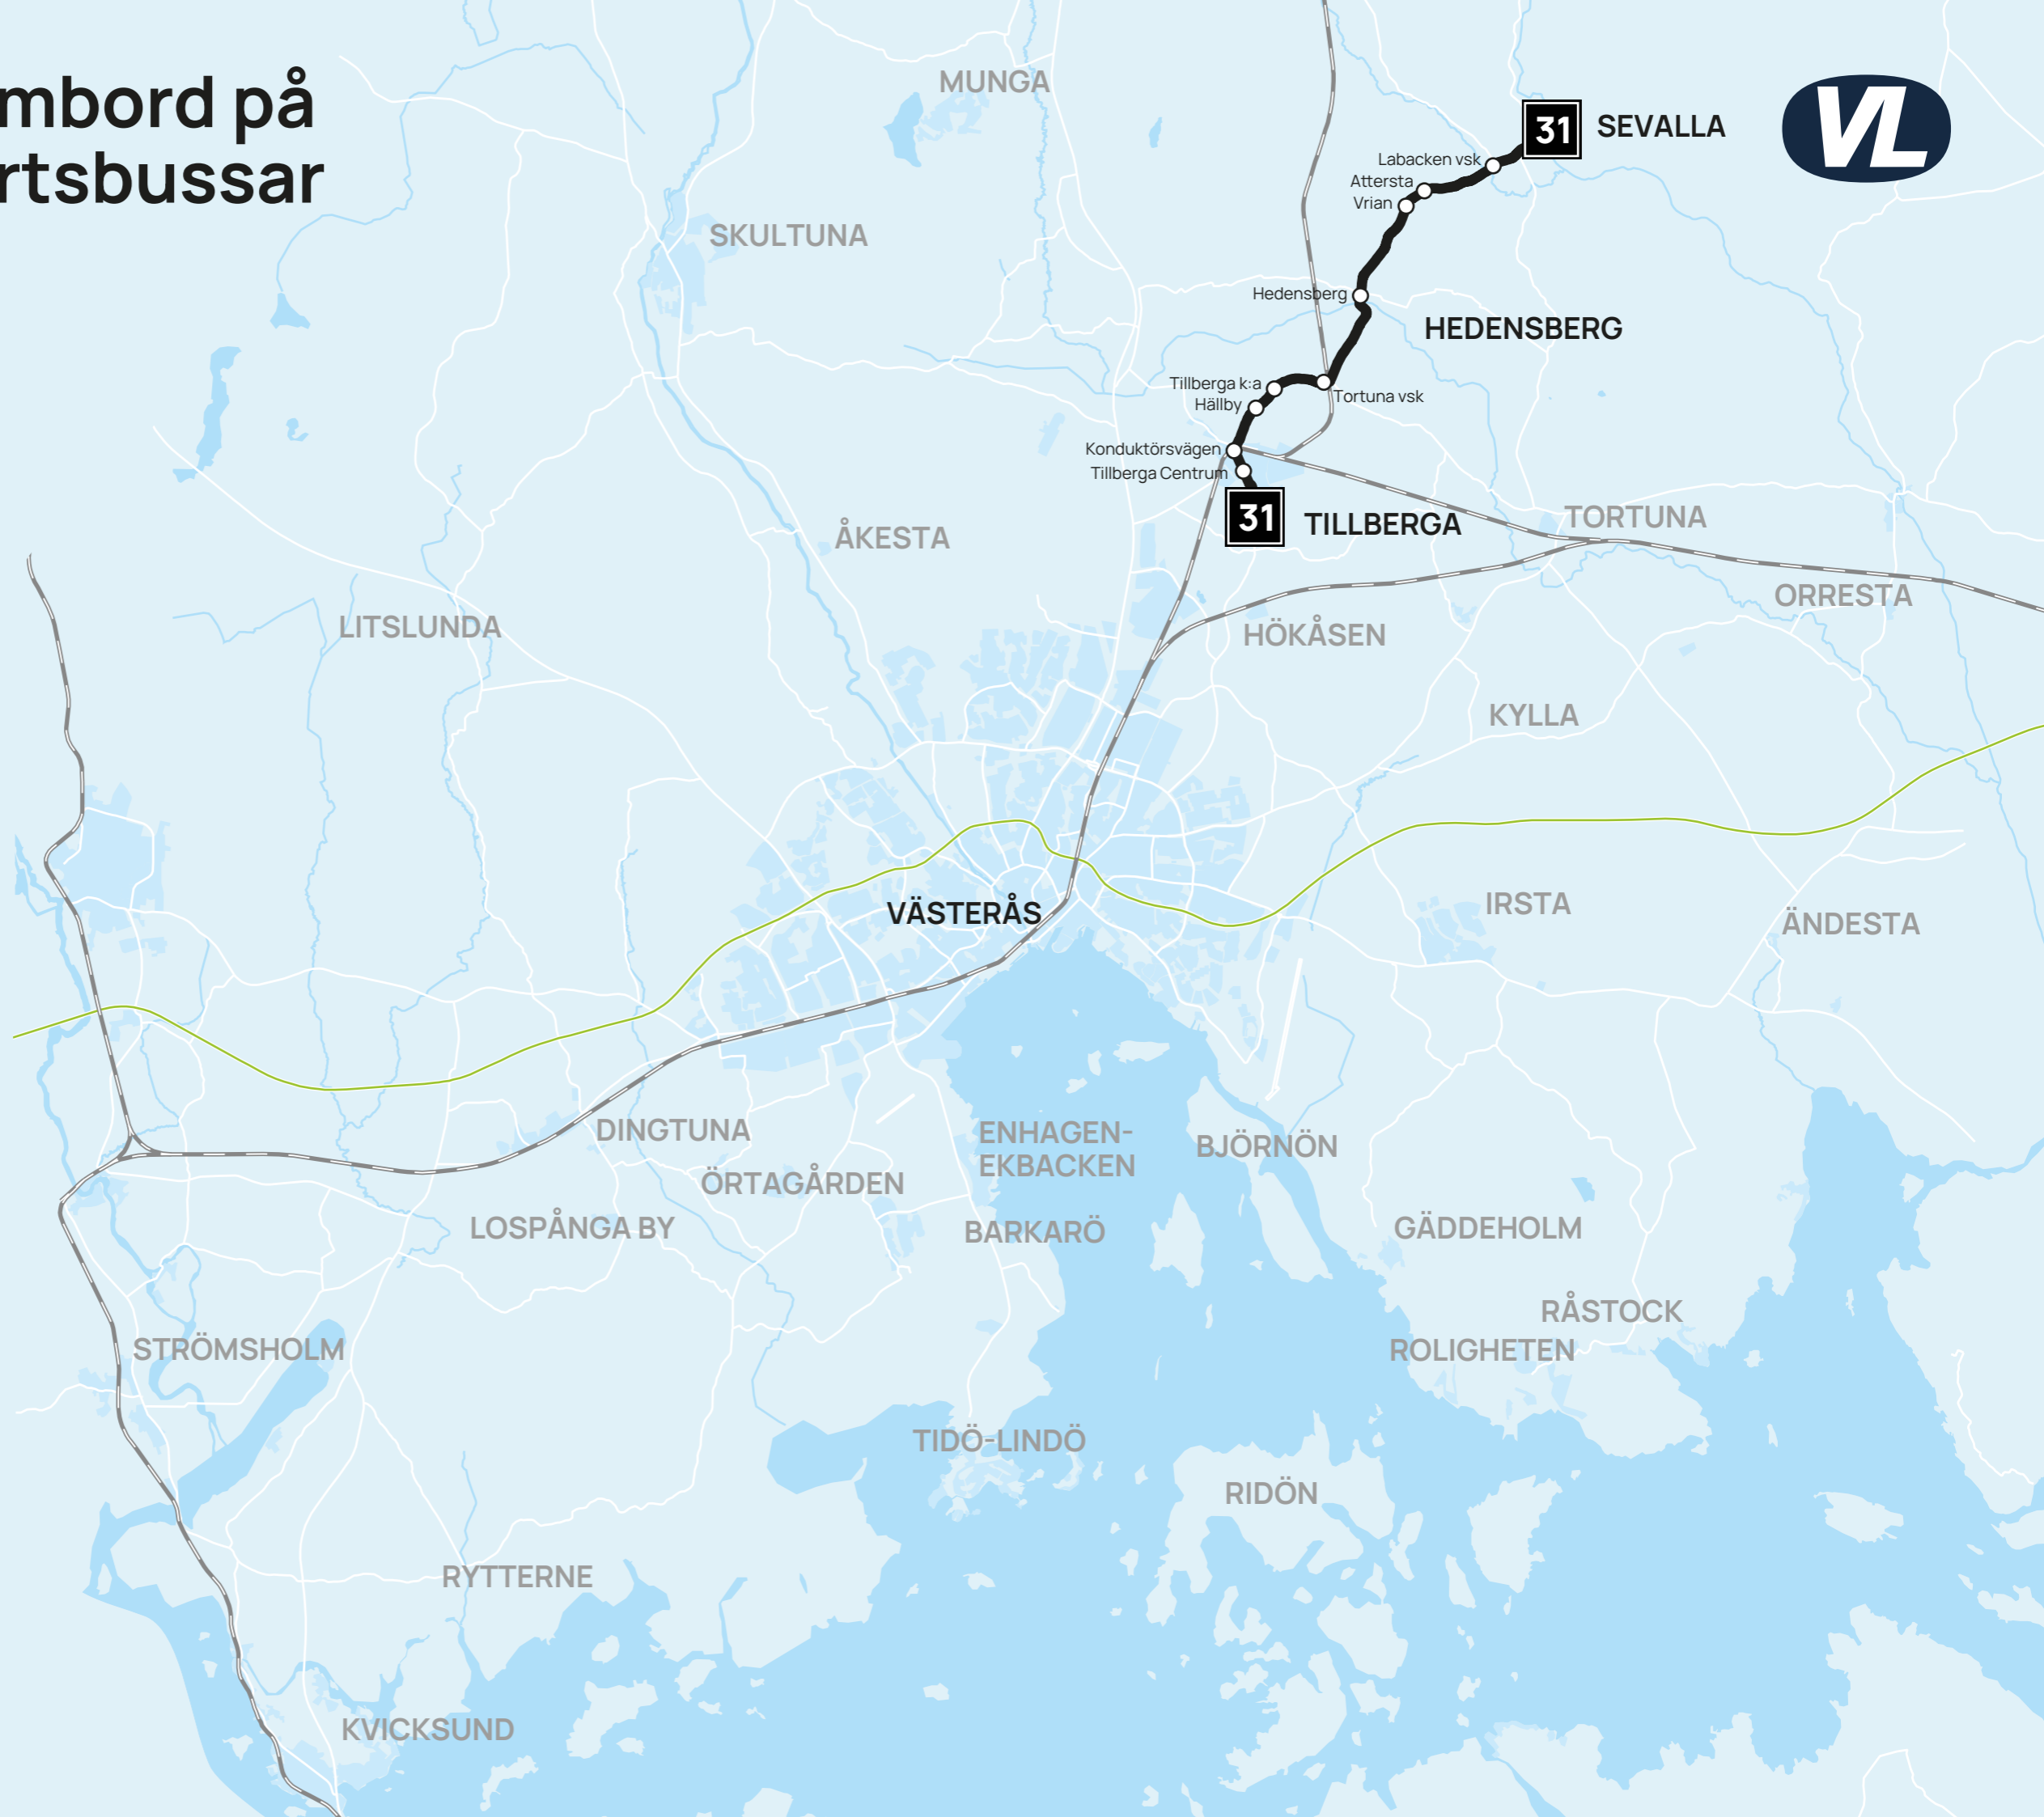 mbord på
rtsbussar
MUNGA
31
SEVALLA
VL
Labacken vsk
Attersta
Vrian
SKULTUNA
Hedensberg
HEDENSBERG
Tillberga k:a
Tortuna vsk
Hällby
Konduktörsvägen
Tillberga Centrum
31
TILLBERGA
TORTUNA
ÅKESTA
ORRESTA
LITSLUNDA
HÖKÅSEN
KYLLA
IRSTA
VÄSTERÅS
ÄNDESTA
DINGTUNA
ENHAGEN-
EKBACKEN
BJÖRNÖN
ÖRTAGÅRDEN
LOSPÅNGA BY
BARKARÖ
GÄDDEHOLM
RÅSTOCK
STRÖMSHOLM
ROLIGHETEN
TIDÖ-LINDÖ
RIDÖN
RYTTERNE
KVICKSUND